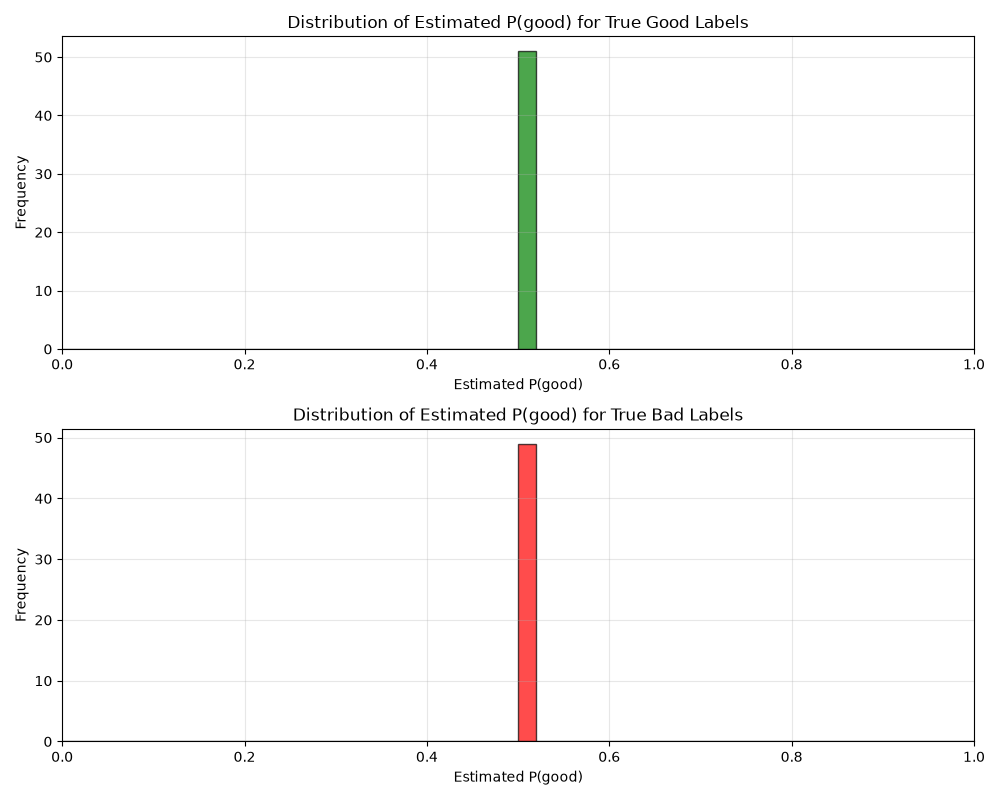 Distribution of Estimated P(good) for True Good Labels
50
40
30
20
10
0
Frequency
0.0 0.2 0.4 0.6 0.8 1.0
Estimated P(good)
Distribution of Estimated P(good) for True Bad Labels
50
40
30
20
10
0
Frequency
0.0 0.2 0.4 0.6 0.8 1.0
Estimated P(good)